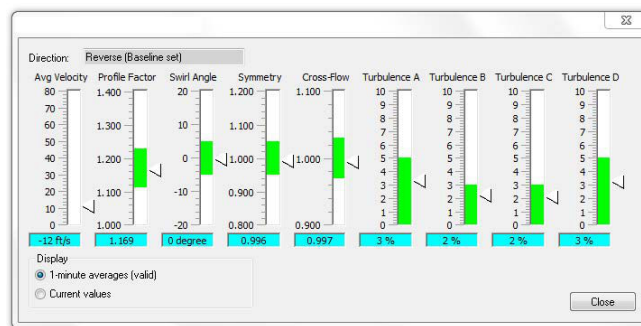 Direction: Reverse (Baseline set)
Avg Velocity Profile Factor Swirl Angle Symmetry Cross-Flow Turbulence A Turbulence B Turbulence C Turbulence D
80 1.400 20 1.200 1.100 10 10 10 10
70 9 9 9 9
60 1.300 10 1.100 8 8 8 8
50 7 7 7 7
40 1.200 0 1.000 1.000 6 6 6 6
30 5 5 5 5
20 1.100 -10 0.900 4 4 4 4
10 3 3 3 3
2 2 2 2
1 1 1 1
0 1.000 -20 0.800 0.900 0 0 0 0
-12 ft/s 1.169 0 degree 0.996 0.997 3 % 2 % 2 % 3 %
Display
1-minute averages (valid)
Current values
Close